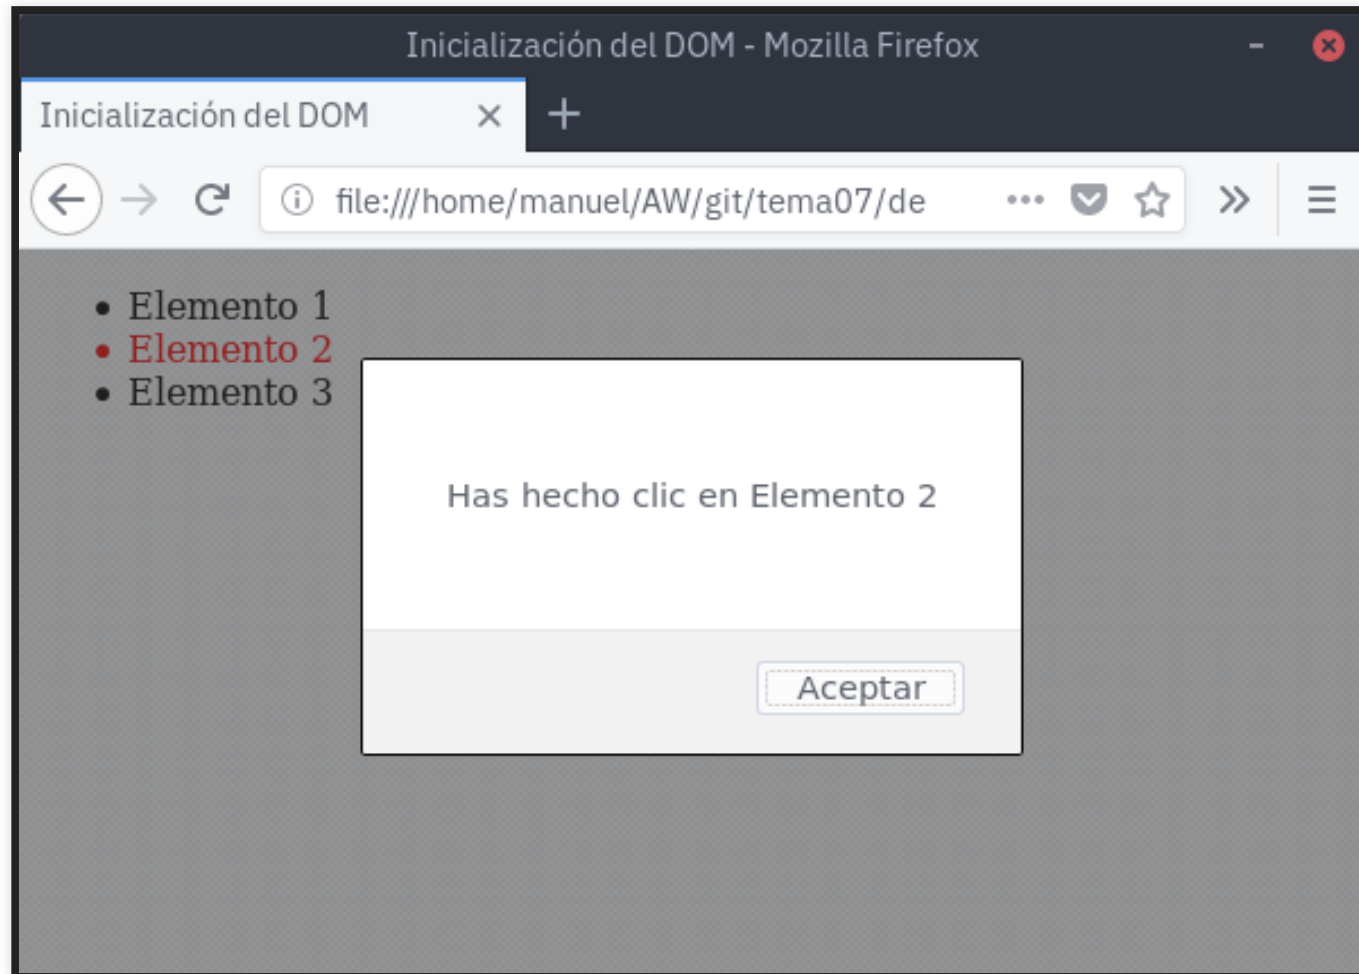 Inicialización del DOM - Mozilla Firefox
Inicialización del DOM
file:///home/manuel/AW/git/tema07/de
Elemento 1
Elemento 2
Elemento 3
Has hecho clic en Elemento 2
Aceptar